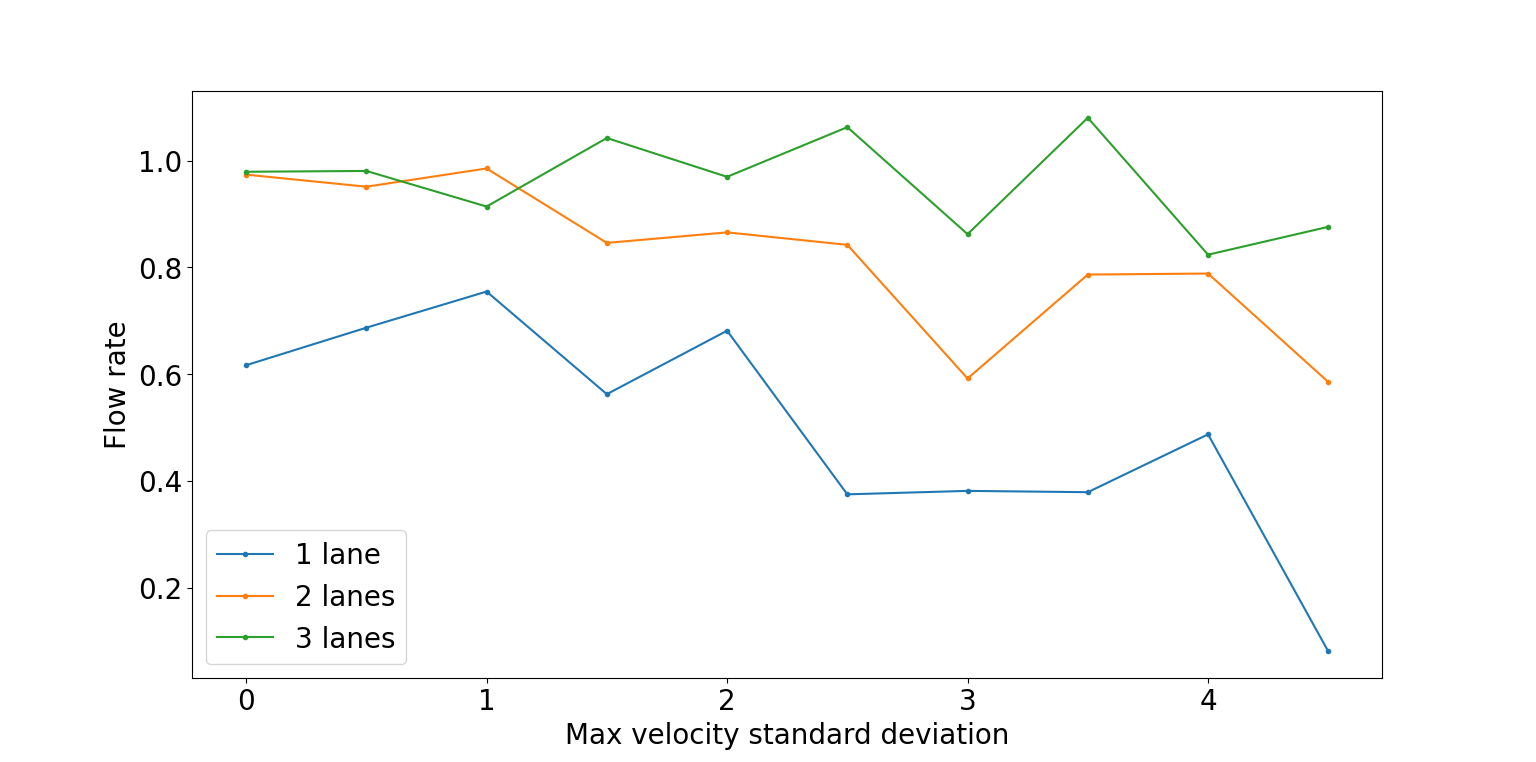 1.0
0.8
0.6
0.4
0.2
Flow rate
1 lane
2 lanes
3 lanes
0 1 2 3 4
Max velocity standard deviation